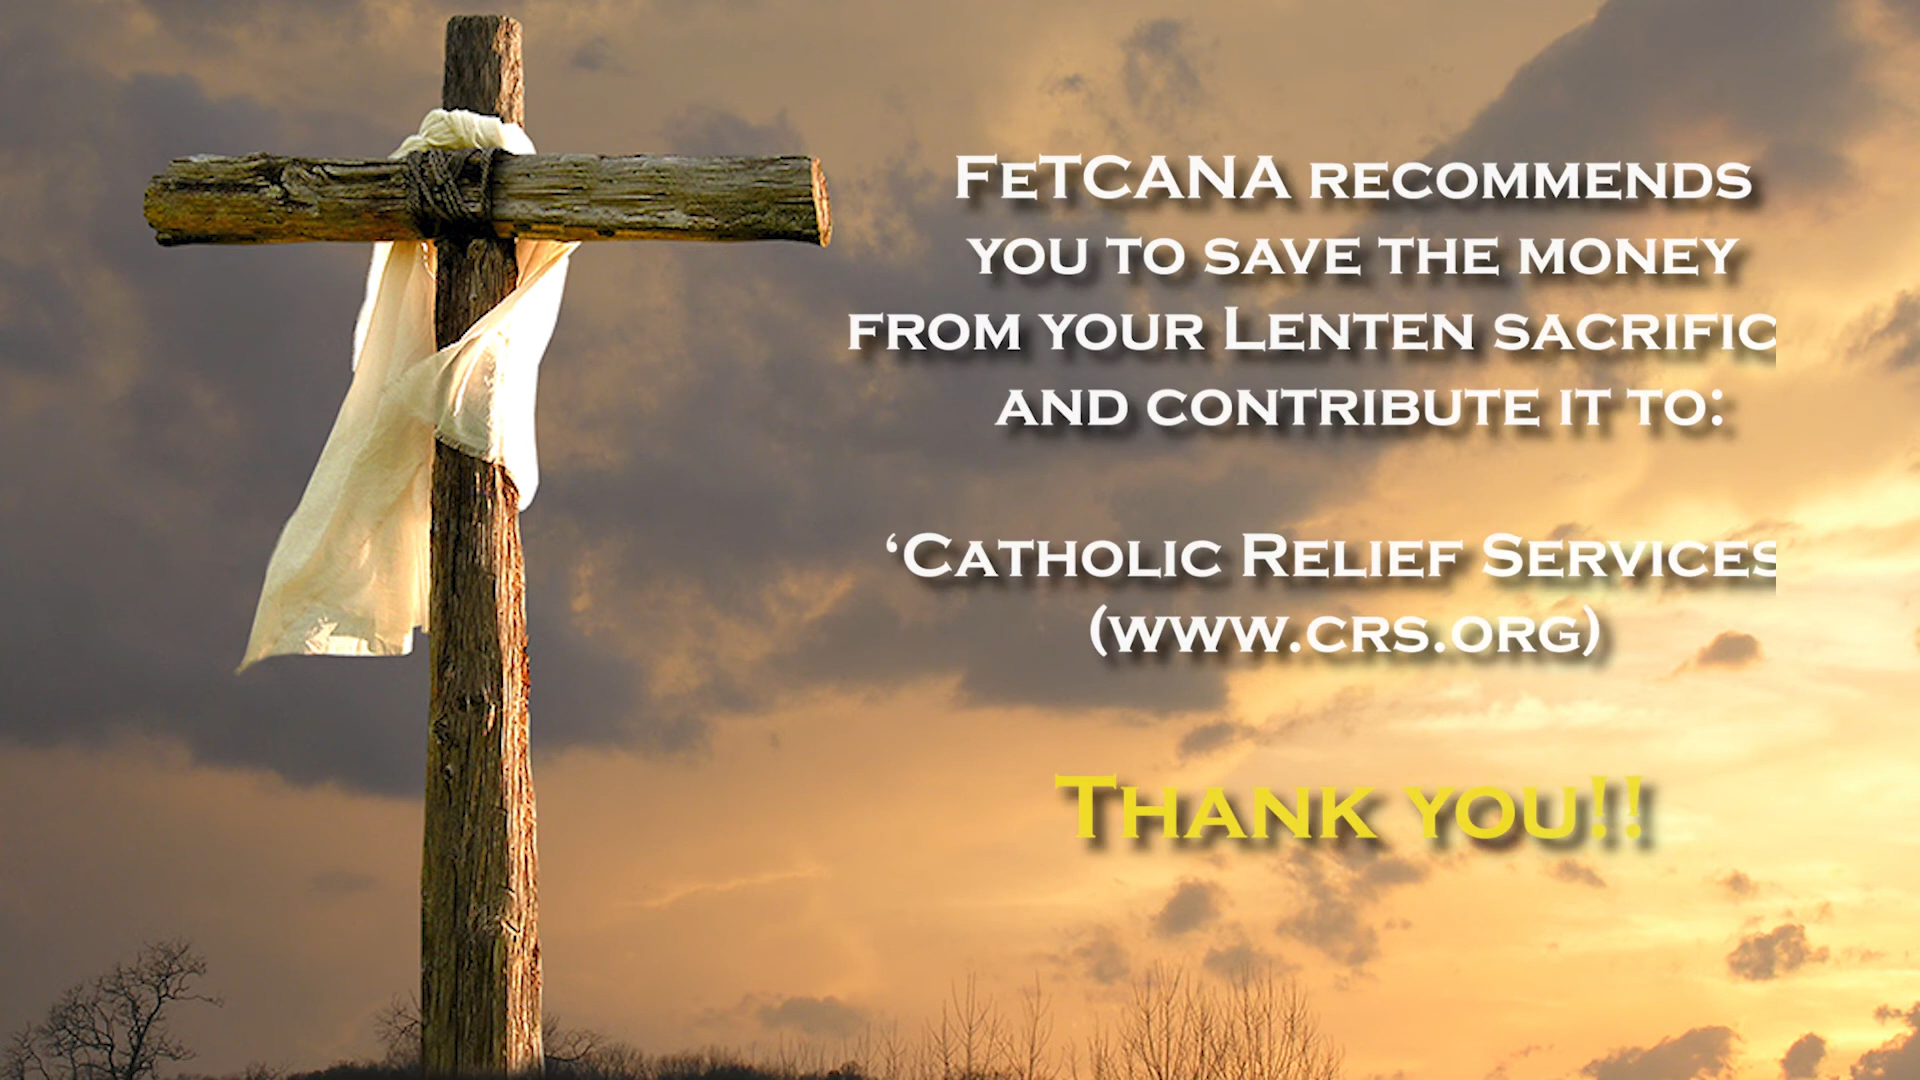 FeTCANA recommends
you to save the money
from your Lenten sacrific
and contribute it to:
‘Catholic Relief Services
(www.crs.org)
Thank you!!